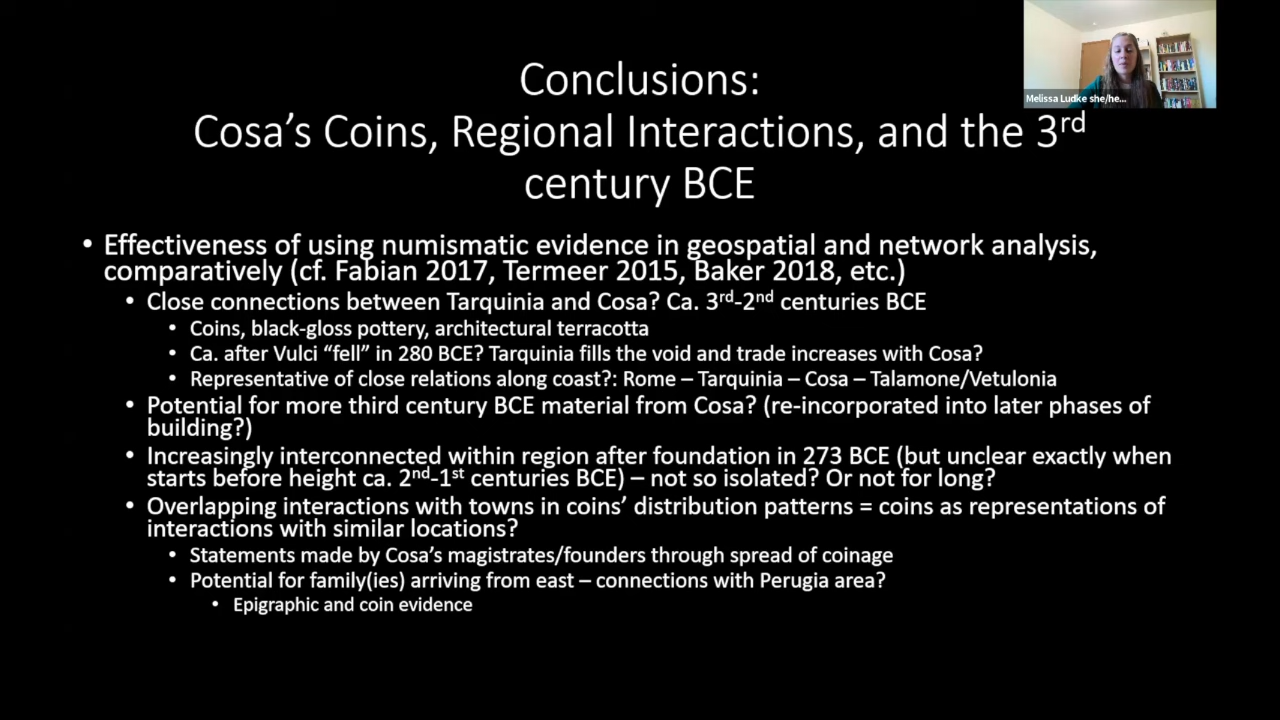 Conclusions:
Cosa's Coins, Regional Interactions, and the 3rd
century BCE
Melissa Ludke she/he...
• Effectiveness of using numismatic evidence in geospatial and network analysis,
comparatively (cf. Fabian 2017, Termeer 2015, Baker 2018, etc.)
• Close connections between Tarquinia and Cosa? Ca. 3rd-2nd centuries BCE
• Coins, black-gloss pottery, architectural terracotta
• Ca. after Vulci “fell” in 280 BCE? Tarquinia fills the void and trade increases with Cosa?
• Representative of close relations along coast?: Rome – Tarquinia – Cosa – Talamone/Vetulonia
• Potential for more third century BCE material from Cosa? (re-incorporated into later phases of
building?)
• Increasingly interconnected within region after foundation in 273 BCE (but unclear exactly when
starts before height ca. 2nd-1st centuries BCE) – not so isolated? Or not for long?
• Overlapping interactions with towns in coins' distribution patterns = coins as representations of
interactions with similar locations?
• Statements made by Cosa's magistrates/founders through spread of coinage
• Potential for family(ies) arriving from east – connections with Perugia area?
• Epigraphic and coin evidence